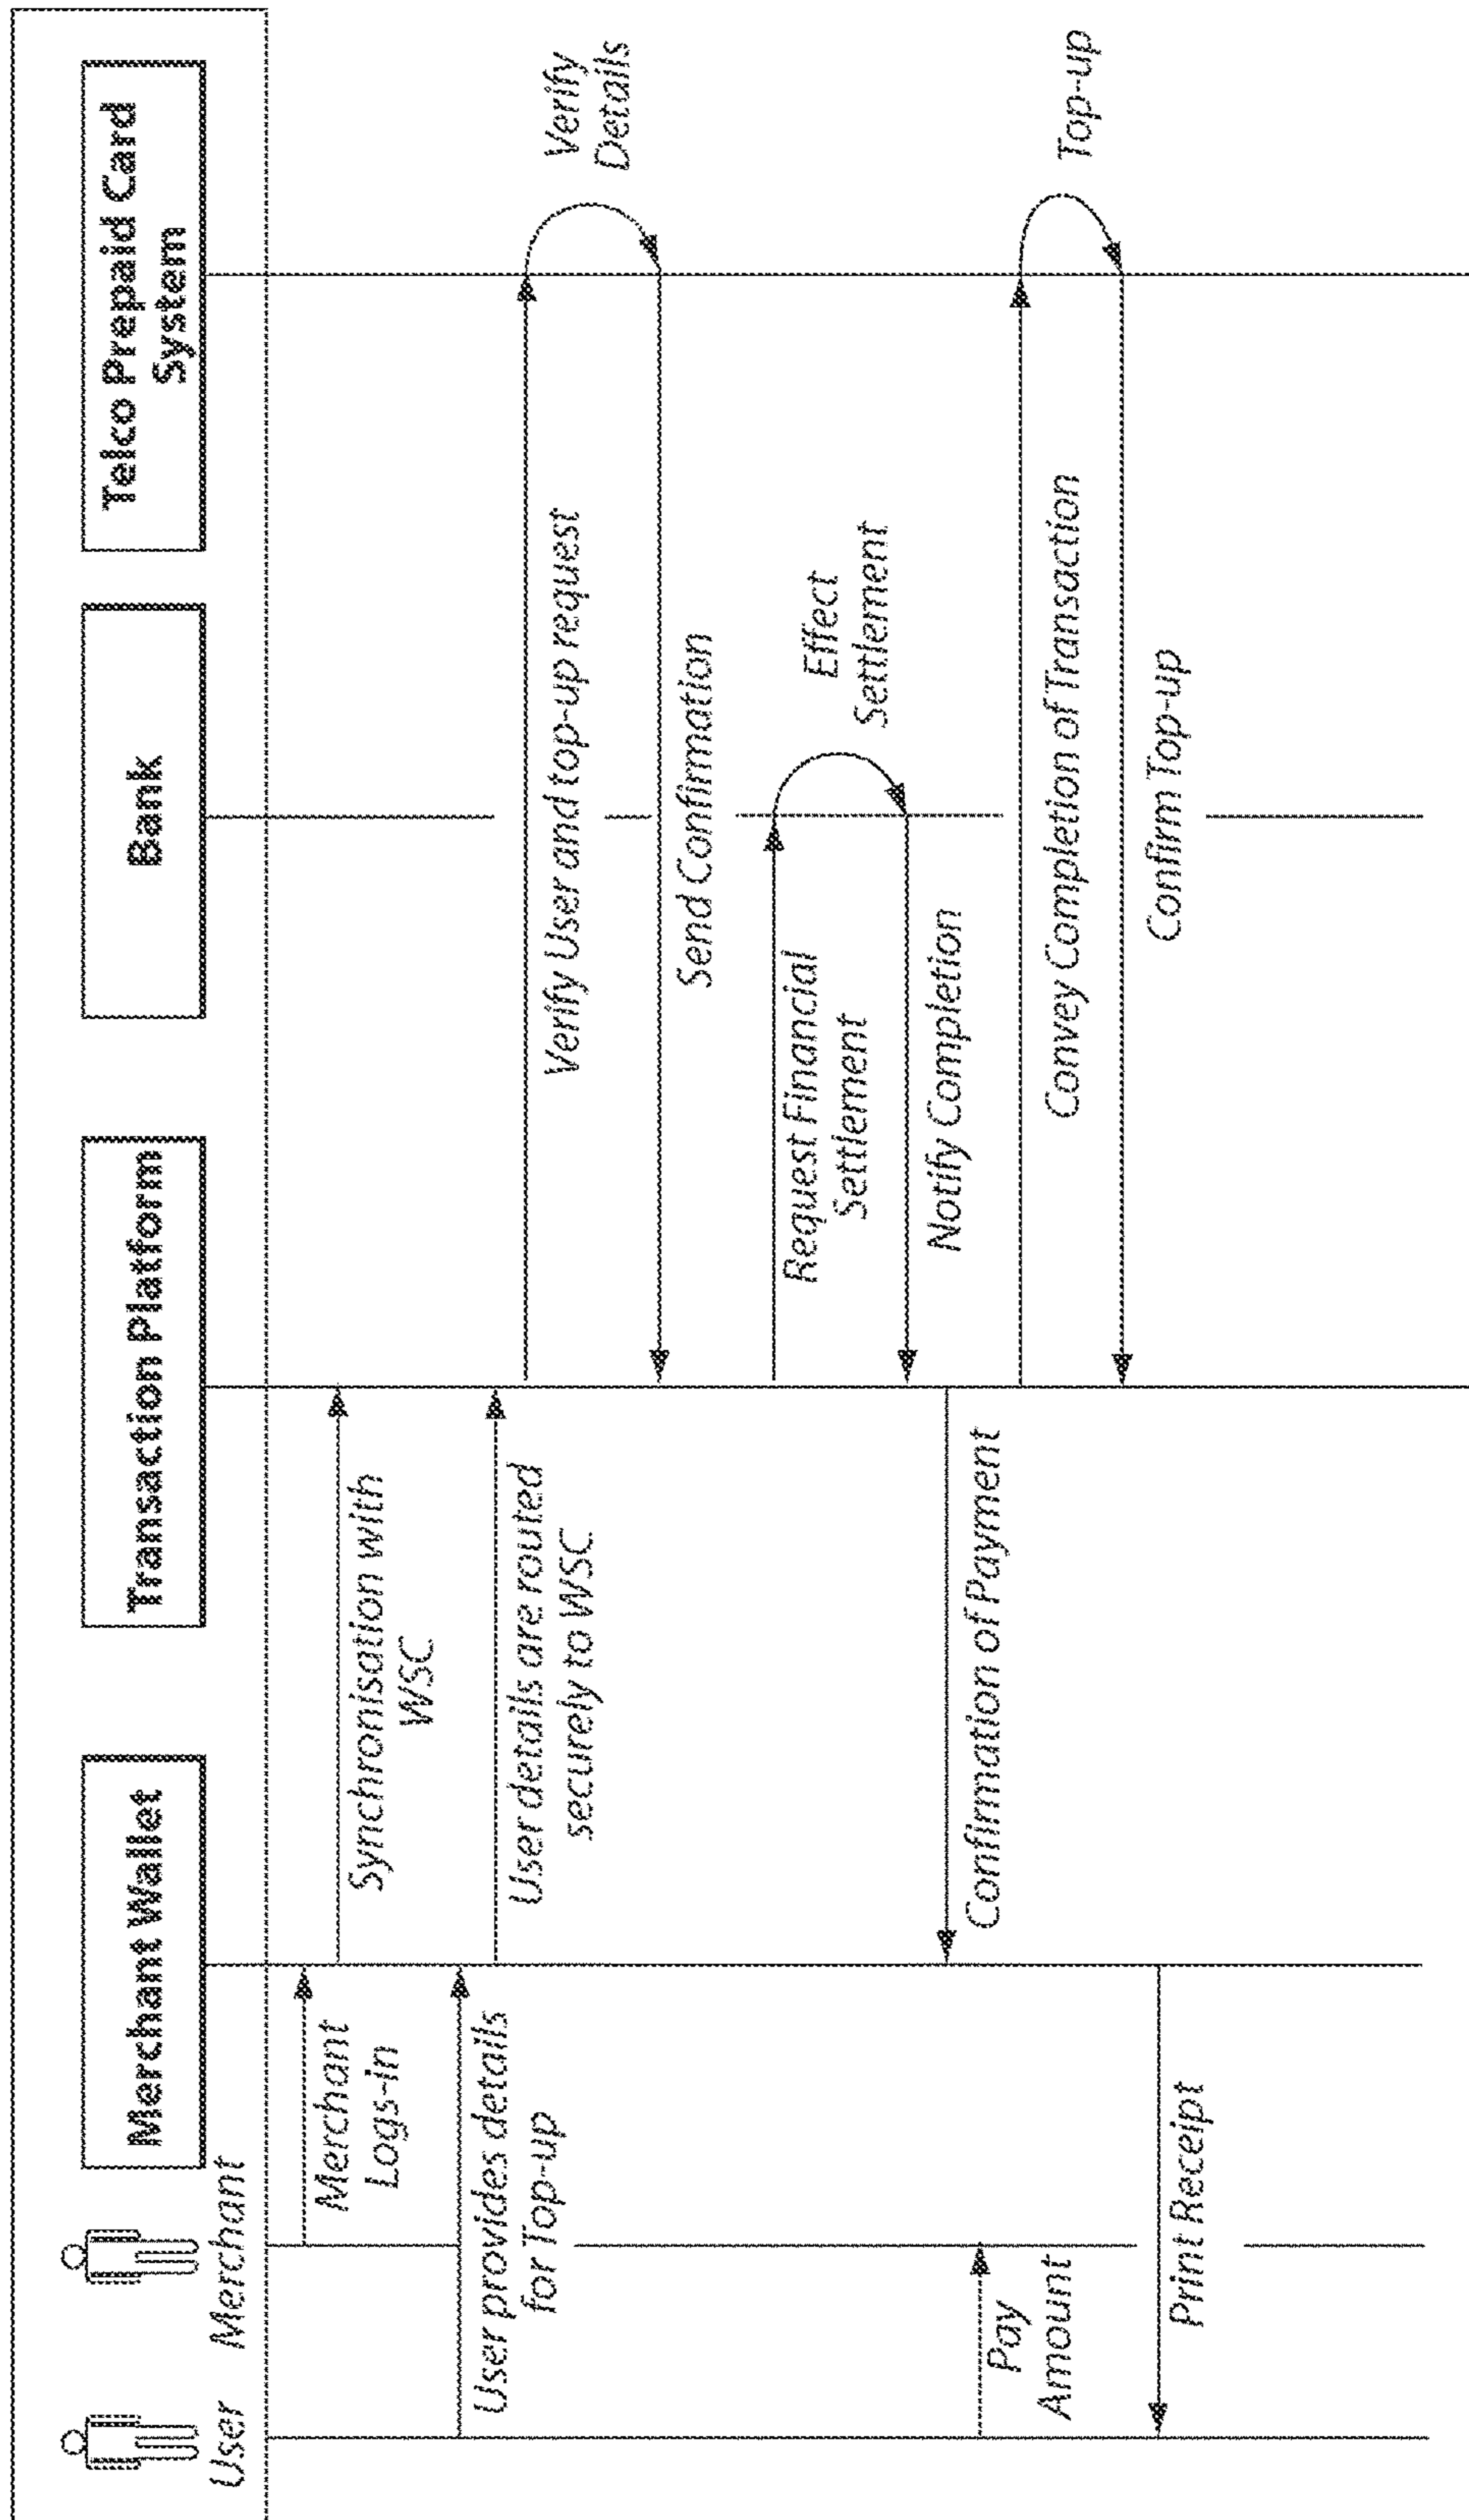 User
Merchant
Merchant Wallet
Transaction Platform
Bank
Telco Prepaid Card
System
Merchant
Logs-in
Synchronisation with
WSC
User provides details
for Top-up
User details are routed
securely to WSC
Verify User and top-up request
Verify
Details
Send Confirmation
Request Financial
Settlement
Effect
Settlement
Notify Completion
Confirmation of Payment
Pay
Amount
Convey Completion of Transaction
Top-up
Confirm Top-up
Print Receipt